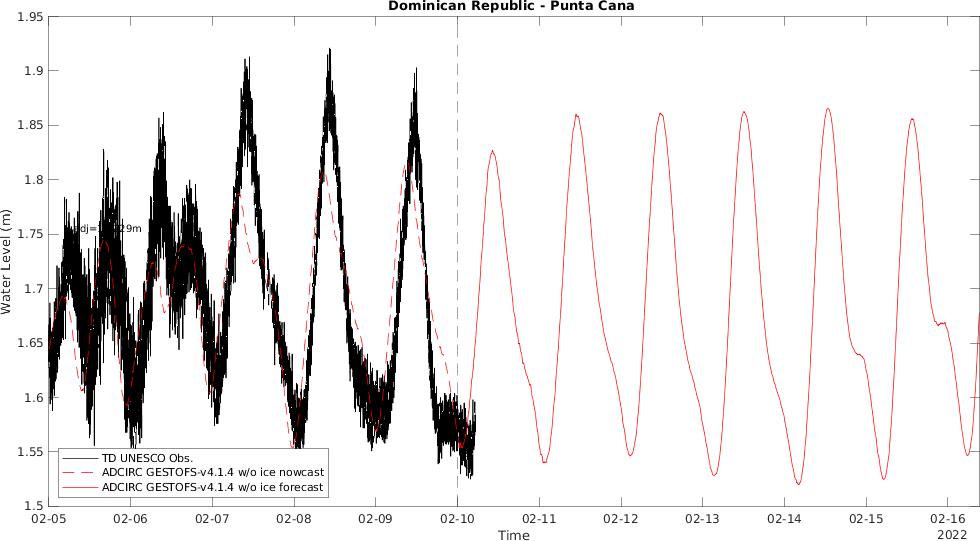 Dominican Republic - Punta Cana
Water Level (m)
1.95
1.9
1.85
1.8
1.75
1.7
1.65
1.6
1.55
1.5
TD UNESCO Obs.
ADCIRC GESTOFS-v4.1.4 w/o ice nowcast
ADCIRC GESTOFS-v4.1.4 w/o ice forecast
02-05 02-06 02-07 02-08 02-09 02-10 02-11 02-12 02-13 02-14 02-15 02-16
Time
2022